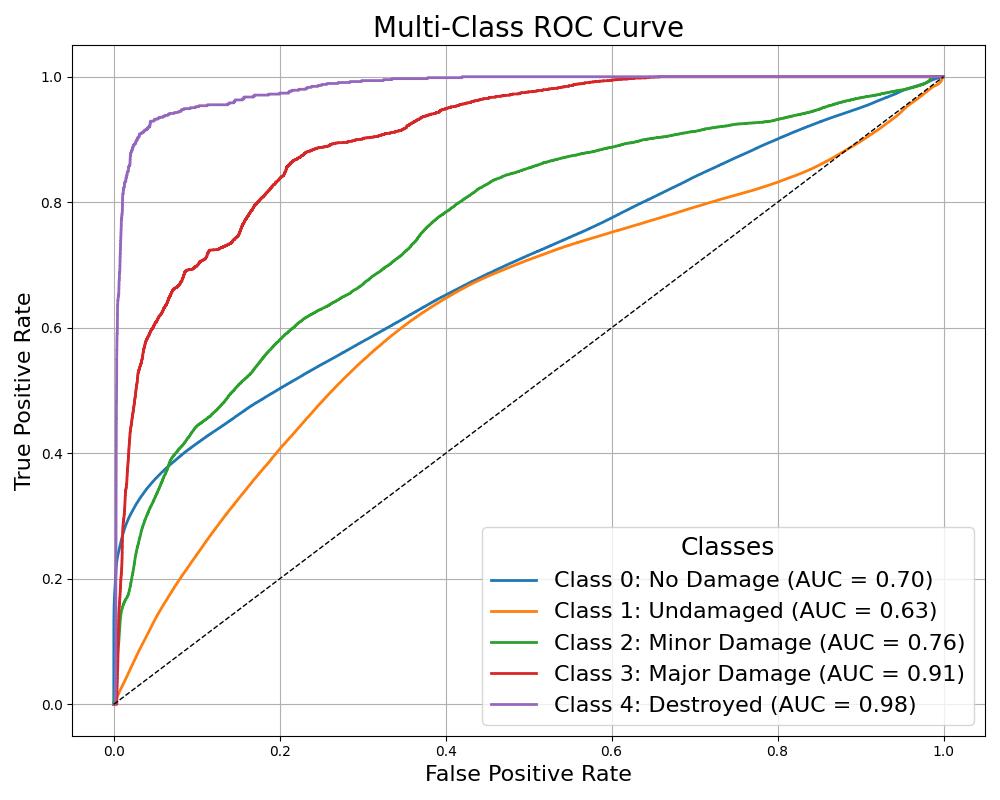 Multi-Class ROC Curve
True Positive Rate
1.0
0.8
0.6
0.4
0.2
0.0
Classes
Class 0: No Damage (AUC = 0.70)
Class 1: Undamaged (AUC = 0.63)
Class 2: Minor Damage (AUC = 0.76)
Class 3: Major Damage (AUC = 0.91)
Class 4: Destroyed (AUC = 0.98)
0.0 0.2 0.4 0.6 0.8 1.0
False Positive Rate